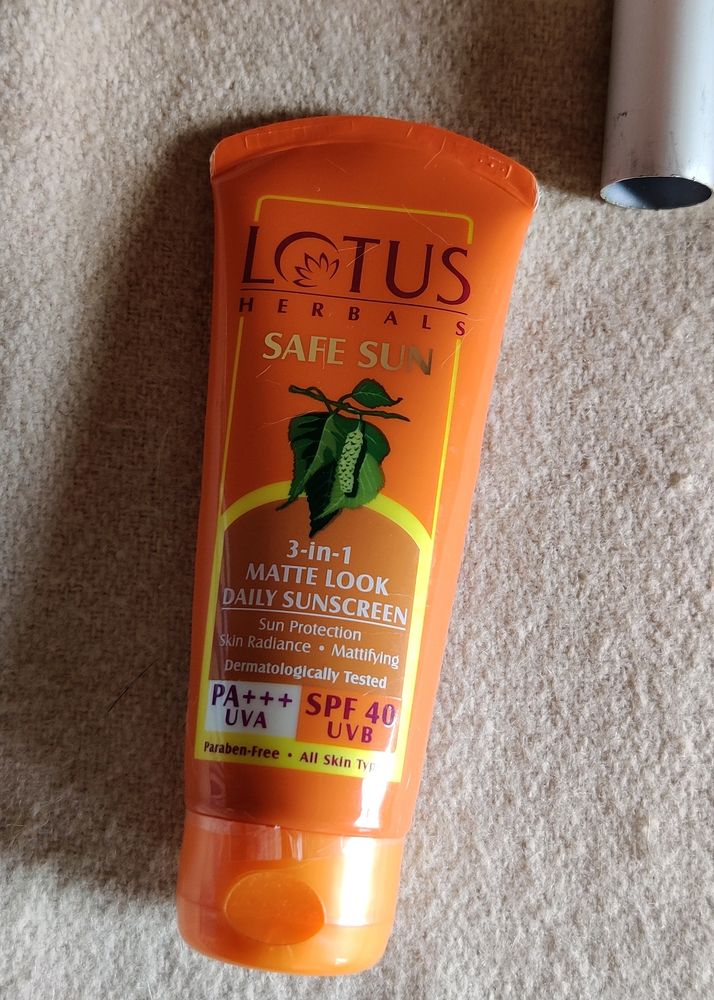 LOTUS
HERBALS
SAFE SUN
3-in-1
MATTE LOOK
DAILY SUNSCREEN
Sun Protection
Skin Radiance • Mattifying
Dermatologically Tested
PA+++ SPF 40
UVA UVB
Paraben-Free • All Skin